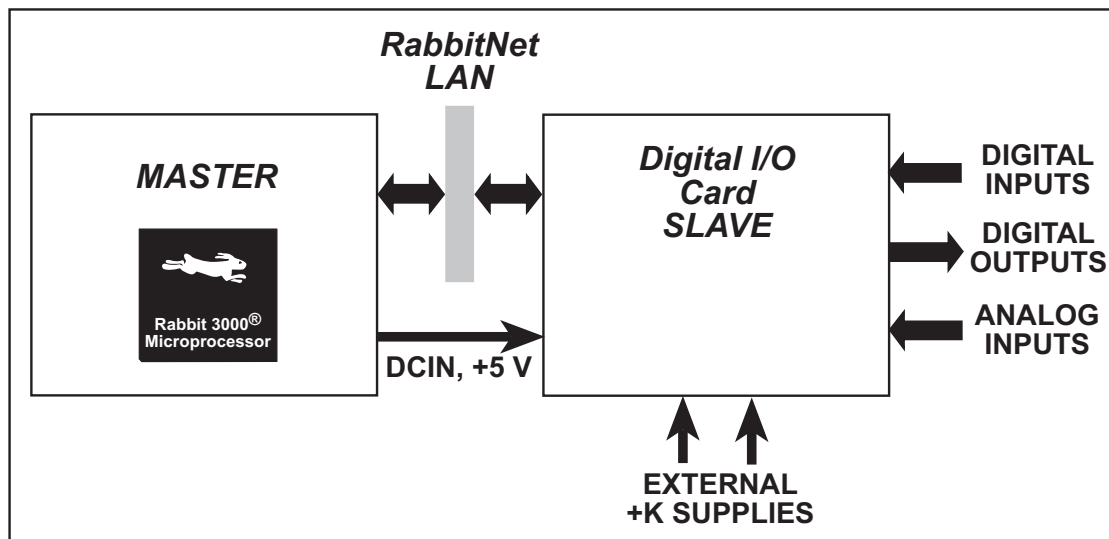 RabbitNet
LAN
MASTER
Rabbit 3000®
Microprocessor
DCIN, +5 V
Digital I/O
Card
SLAVE
DIGITAL
INPUTS
DIGITAL
OUTPUTS
ANALOG
INPUTS
EXTERNAL
+K SUPPLIES